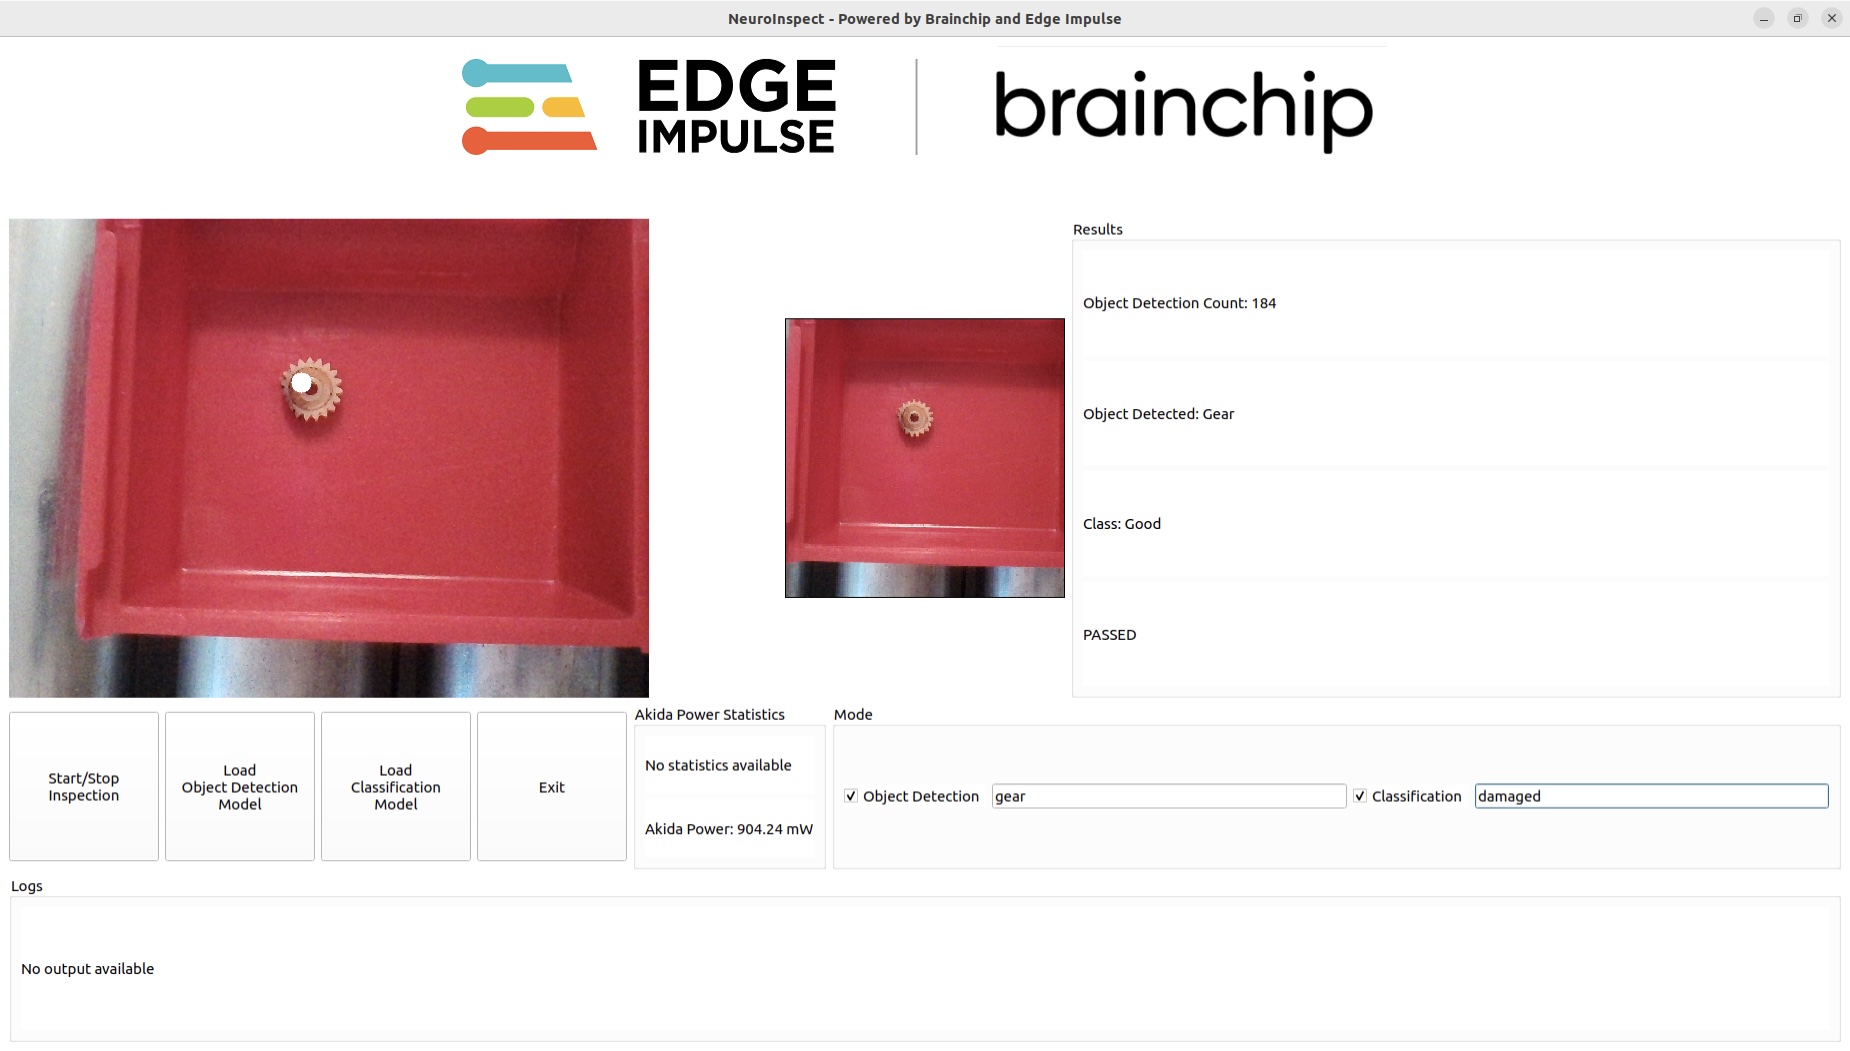 NeuroInspect - Powered by Brainchip and Edge Impulse
EDGE
IMPULSE
brainchip
Results
Object Detection Count: 184
Object Detected: Gear
Class: Good
PASSED
Start/Stop
Inspection
Load
Object Detection
Model
Load
Classification
Model
Exit
Akida Power Statistics
No statistics available
Akida Power: 904.24 mW
Mode
Object Detection
gear
Classification
damaged
Logs
No output available